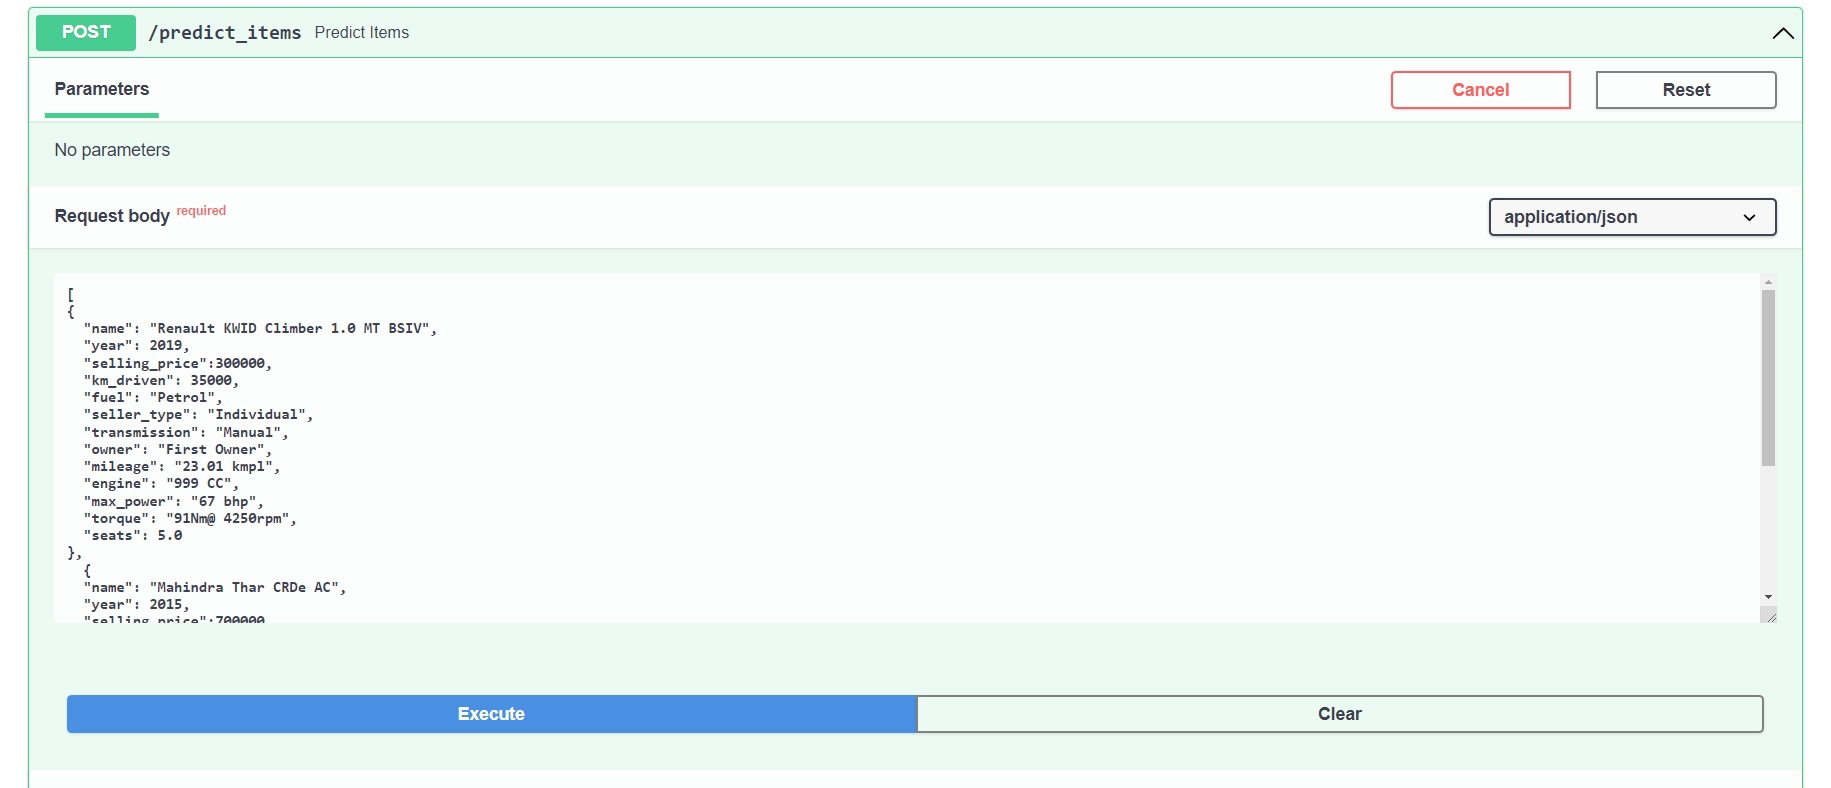 POST /predict_items Predict Items
Parameters
Cancel
Reset
No parameters
Request body required
application/json
[
{
  "name": "Renault KWID Climber 1.0 MT BSIV",
  "year": 2019,
  "selling_price":300000,
  "km_driven": 35000,
  "fuel": "Petrol",
  "seller_type": "Individual",
  "transmission": "Manual",
  "owner": "First Owner",
  "mileage": "23.01 kmpl",
  "engine": "999 CC",
  "max_power": "67 bhp",
  "torque": "91Nm@ 4250rpm",
  "seats": 5.0
},
  {
  "name": "Mahindra Thar CRDe AC",
  "year": 2015,
  "selling_price":700000
Execute
Clear